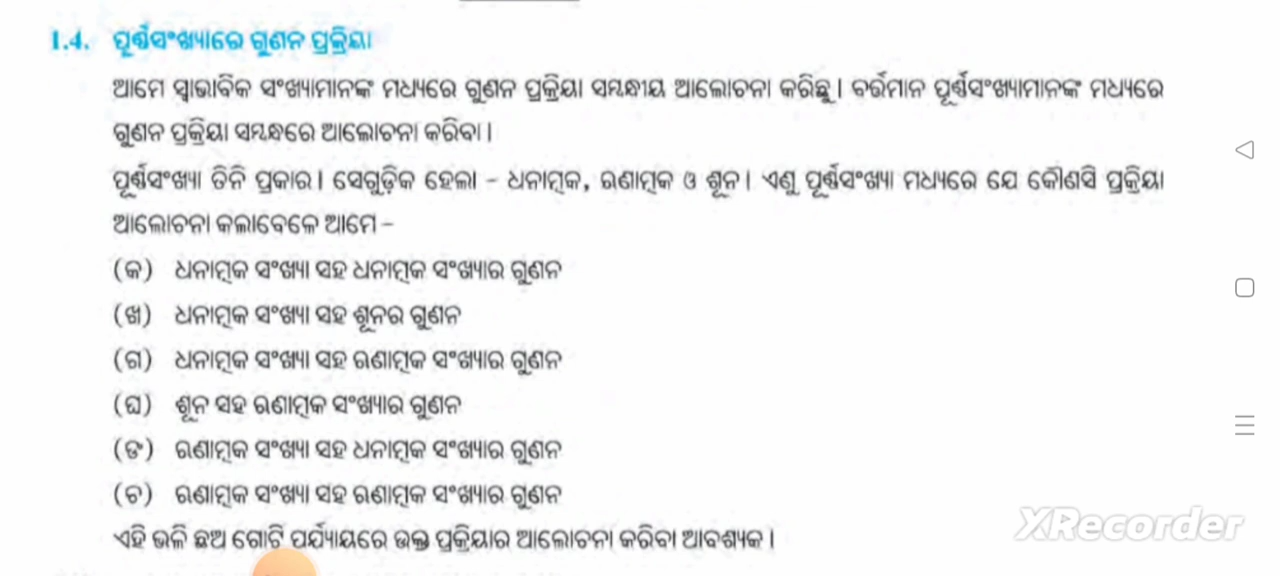 1.4. ପୂର୍ଣ୍ଣସଂଖ୍ୟାରେ ଗୁଣନ ପ୍ରକ୍ରିୟା
ଆମେ ସ୍ୱାଭାବିକ ସଂଖ୍ୟାମାନଙ୍କ ମଧ୍ୟରେ ଗୁଣନ ପ୍ରକ୍ରିୟା ସମ୍ବନ୍ଧୀୟ ଆଲୋଚନା କରିଛୁ । ବର୍ତ୍ତମାନ ପୂର୍ଣ୍ଣସଂଖ୍ୟାମାନଙ୍କ ମଧ୍ୟରେ
ଗୁଣନ ପ୍ରକ୍ରିୟା ସମ୍ବନ୍ଧରେ ଆଲୋଚନା କରିବା ।
ପୂର୍ଣ୍ଣସଂଖ୍ୟା ତିନି ପ୍ରକାର । ସେଗୁଡ଼ିକ ହେଲା – ଧନାତ୍ମକ, ଋଣାତ୍ମକ ଓ ଶୂନ । ଏଣୁ ପୂର୍ଣ୍ଣସଂଖ୍ୟା ମଧ୍ୟରେ ଯେ କୌଣସି ପ୍ରକ୍ରିୟା
ଆଲୋଚନା କଲାବେଳେ ଆମେ –
(କ) ଧନାତ୍ମକ ସଂଖ୍ୟା ସହ ଧନାତ୍ମକ ସଂଖ୍ୟାର ଗୁଣନ
(ଖ) ଧନାତ୍ମକ ସଂଖ୍ୟା ସହ ଶୂନର ଗୁଣନ
(ଗ) ଧନାତ୍ମକ ସଂଖ୍ୟା ସହ ଋଣାତ୍ମକ ସଂଖ୍ୟାର ଗୁଣନ
(ଘ) ଶୂନ ସହ ଋଣାତ୍ମକ ସଂଖ୍ୟାର ଗୁଣନ
(ଙ) ଋଣାତ୍ମକ ସଂଖ୍ୟା ସହ ଧନାତ୍ମକ ସଂଖ୍ୟାର ଗୁଣନ
(ଚ) ଋଣାତ୍ମକ ସଂଖ୍ୟା ସହ ଋଣାତ୍ମକ ସଂଖ୍ୟାର ଗୁଣନ
ଏହି ଭଳି ଛଅ ଗୋଟି ପର୍ଯ୍ୟାୟରେ ଉକ୍ତ ପ୍ରକ୍ରିୟାର ଆଲୋଚନା କରିବା ଆବଶ୍ୟକ ।
XRecorder